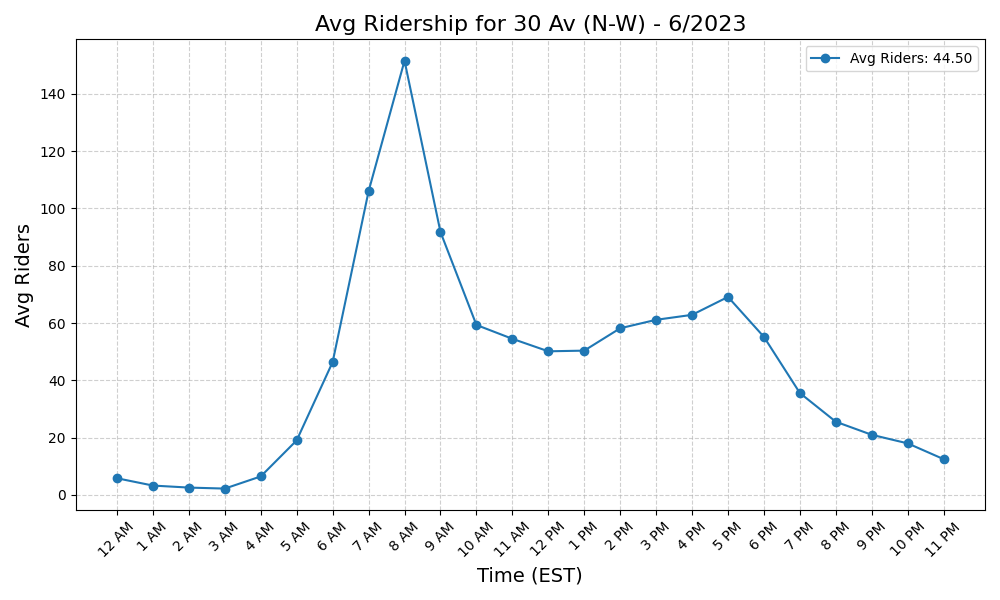 Avg Ridership for 30 Av (N-W) - 6/2023
Avg Riders: 44.50
Avg Riders
140
120
100
80
60
40
20
0
12 AM
1 AM
2 AM
3 AM
4 AM
5 AM
6 AM
7 AM
8 AM
9 AM
10 AM
11 AM
12 PM
1 PM
2 PM
3 PM
4 PM
5 PM
6 PM
7 PM
8 PM
9 PM
10 PM
11 PM
Time (EST)